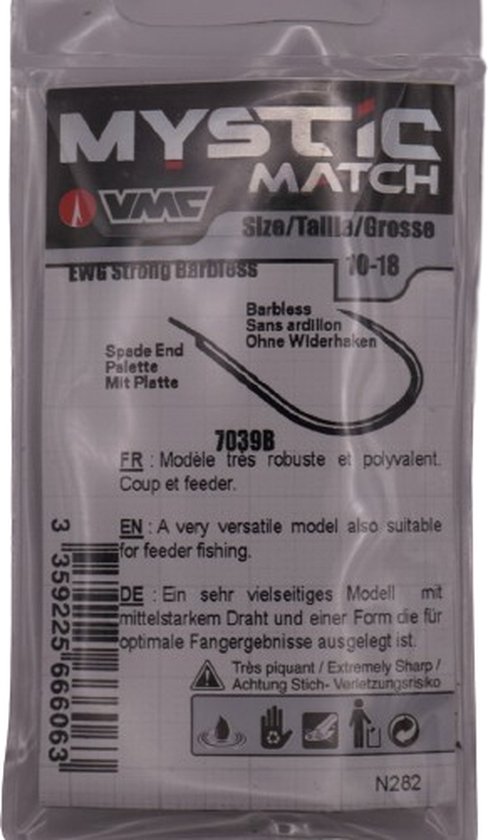 MYSTIC
MATCH
VMC
Size/Taille/Grosse
EWG Strong Barbless
10-18
Barbless
Sans ardillon
Ohne Widerhaken
Spade End
Palette
Mit Platte
7039B
FR : Modèle très robuste et polyvalent.
Coup et feeder.
EN : A very versatile model also suitable
for feeder fishing.
DE : Ein sehr vielseitiges Modell mit
mittelstarkem Draht und einer Form die für
optimale Fangergebnisse ausgelegt ist.
Très piquant / Extremely Sharp /
Achtung Stich- Verletzungsrisiko
3 359225 666063
N282